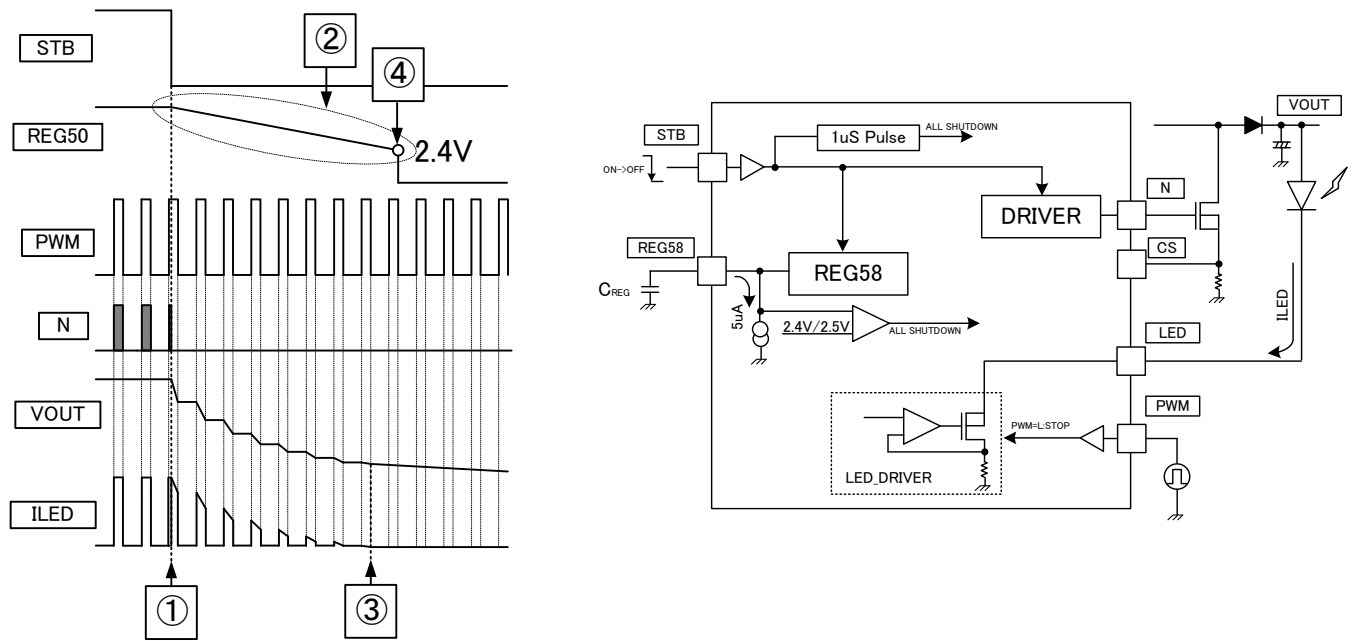 STB
②
④
REG50
2.4V
PWM
N
VOUT
ILED
①
③
VOUT
STB
1uS Pulse
ALL SHUTDOWN
ON->OFF
N
DRIVER
CS
REG58
REG58
CREG
5uA
2.4V/2.5V
ALL SHUTDOWN
ILED
LED
PWM
PWM=L:STOP
LED_DRIVER